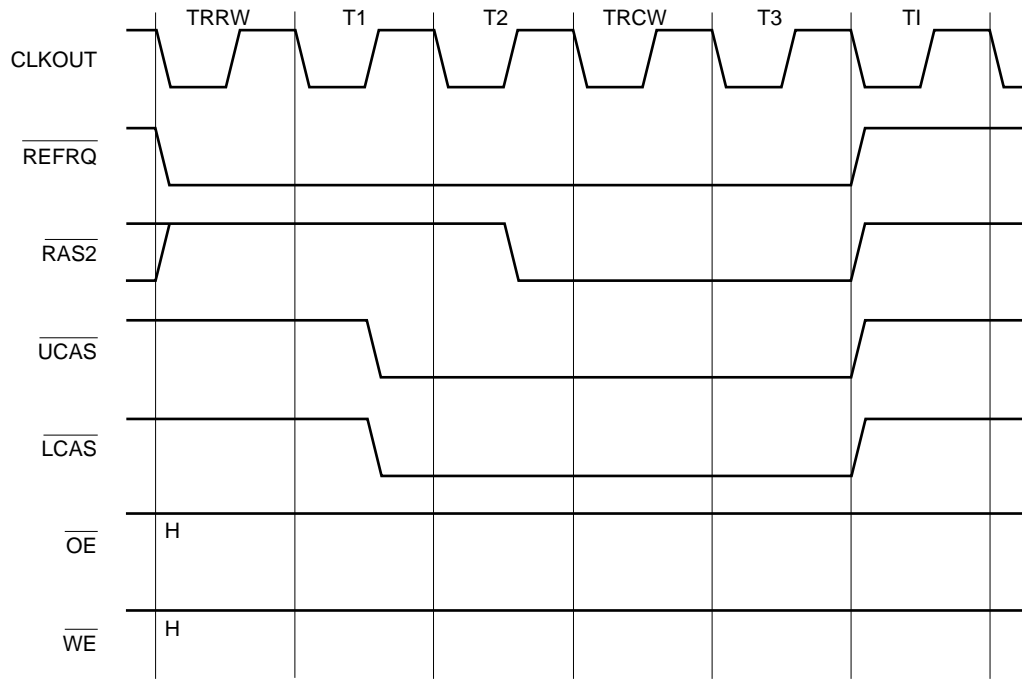 TRRW T1 T2 TRCW T3 TI
CLKOUT
REFRQ
RAS2
UCAS
LCAS
OE H
WE H